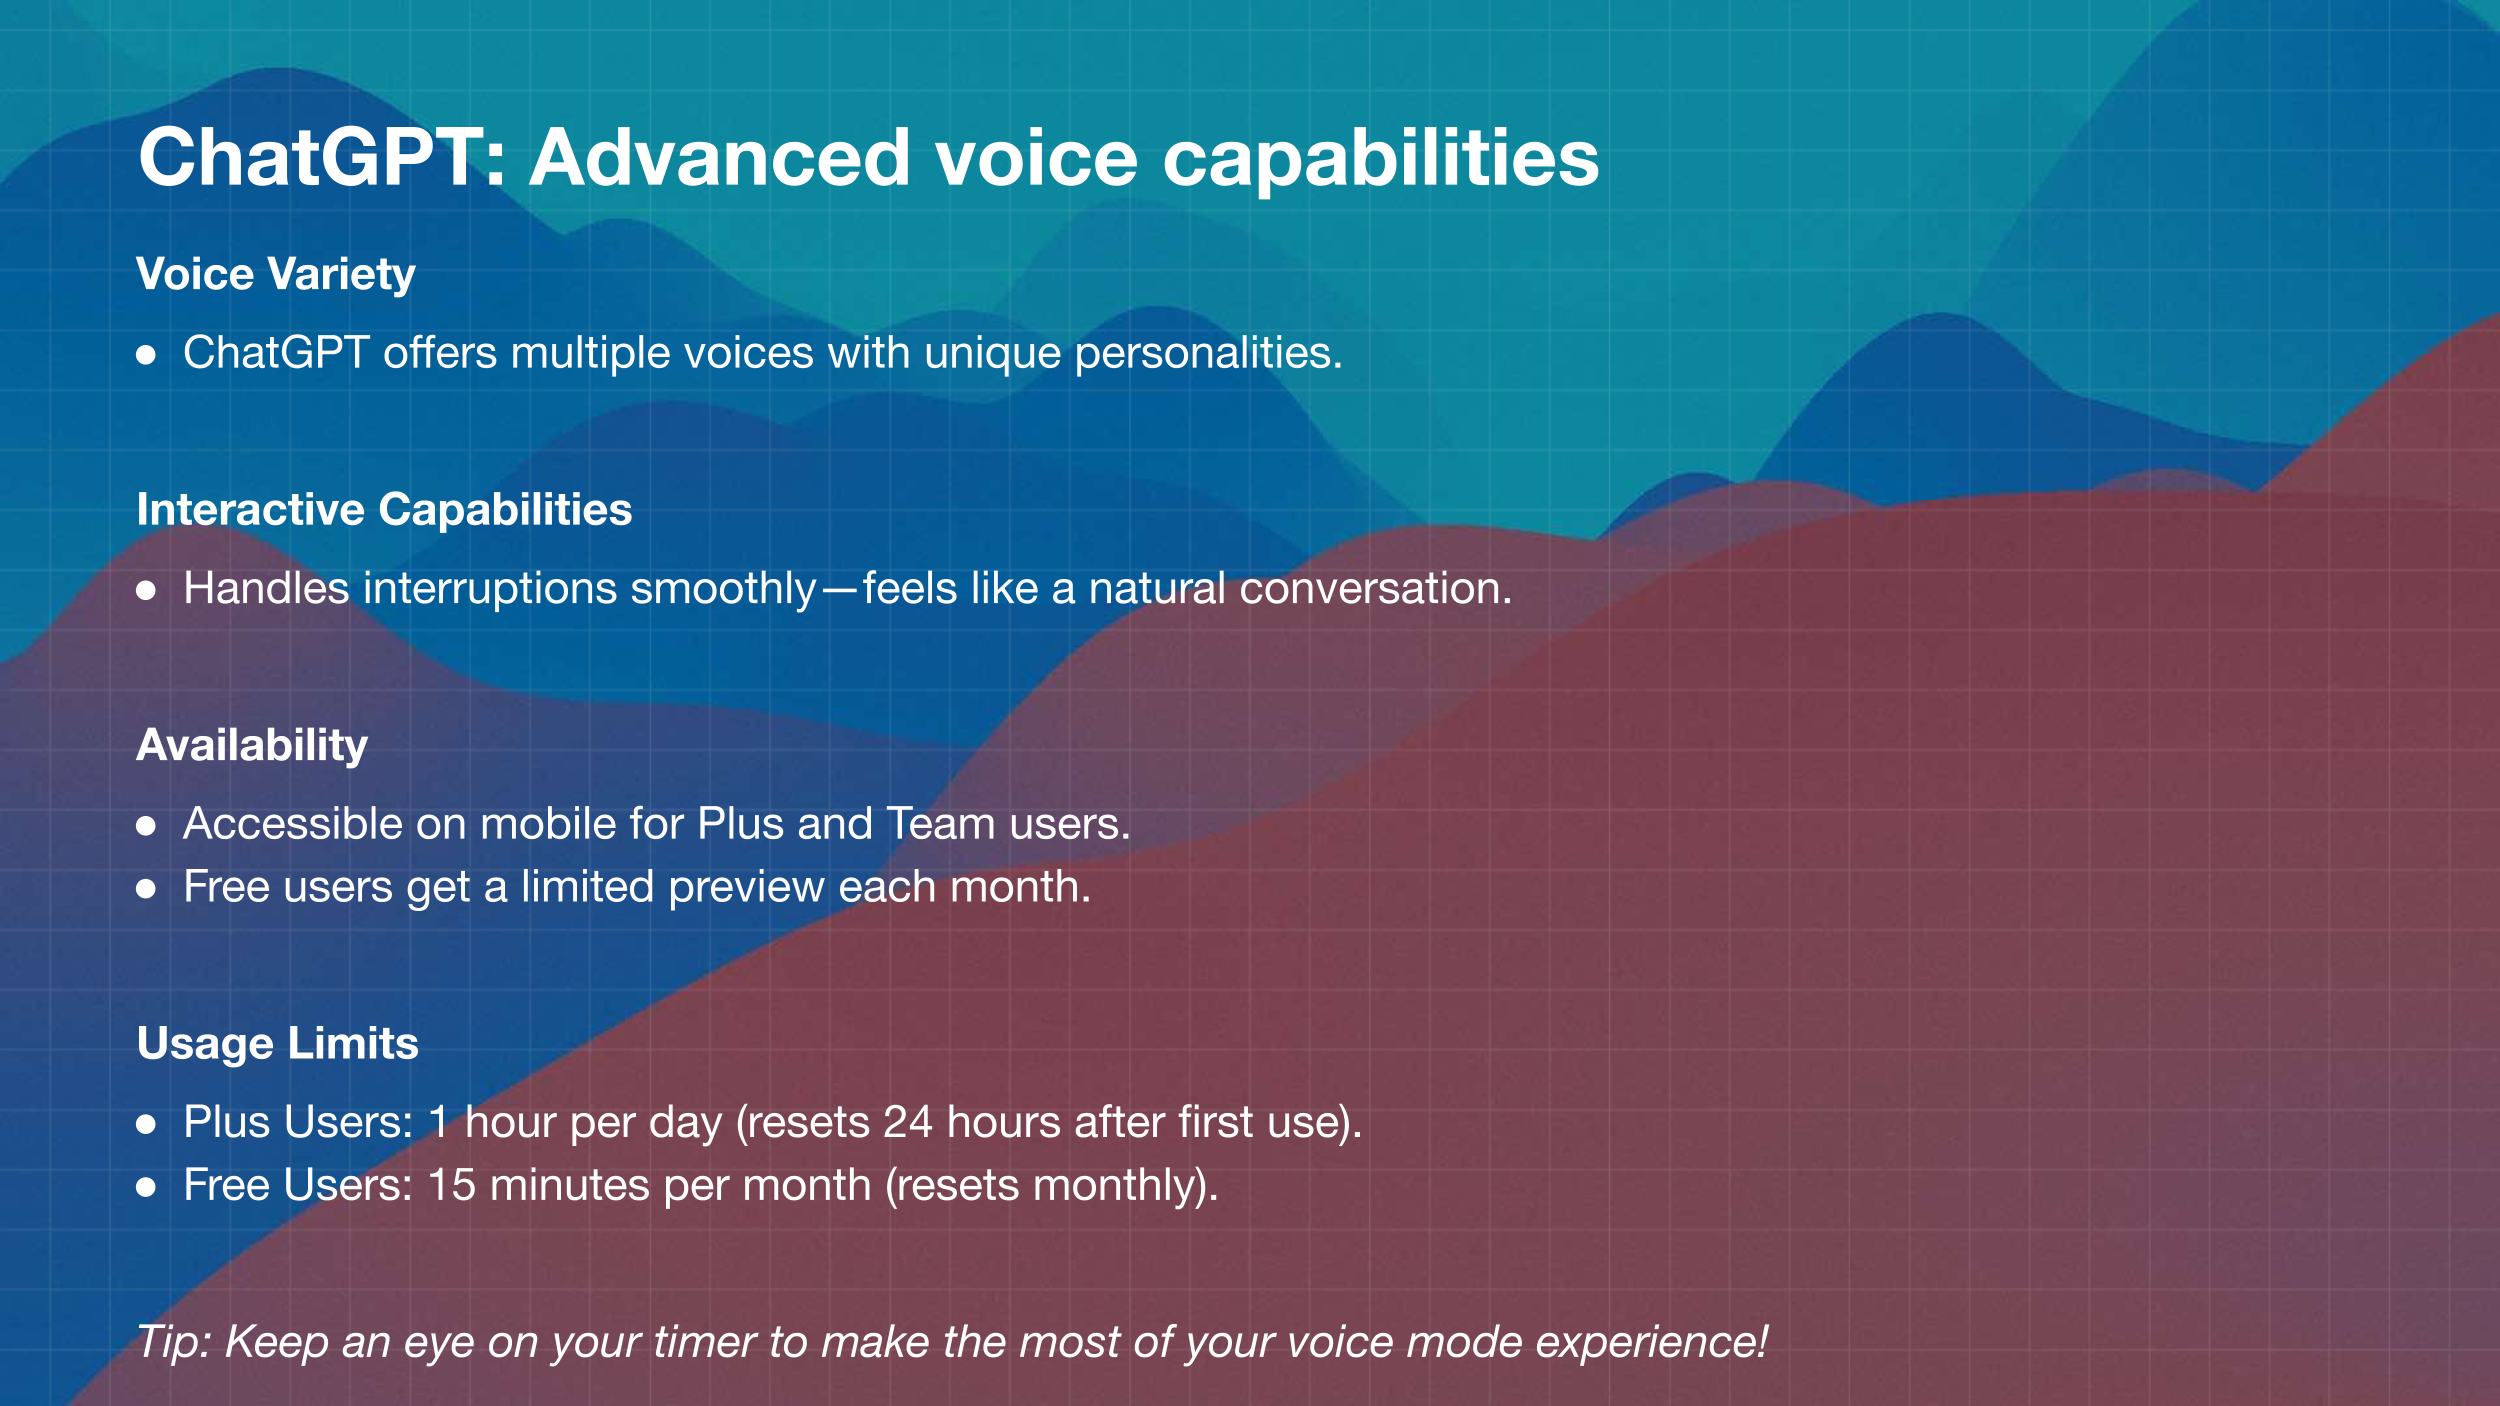 ChatGPT: Advanced voice capabilities
Voice Variety
● ChatGPT offers multiple voices with unique personalities.
Interactive Capabilities
● Handles interruptions smoothly—feels like a natural conversation.
Availability
● Accessible on mobile for Plus and Team users.
● Free users get a limited preview each month.
Usage Limits
● Plus Users: 1 hour per day (resets 24 hours after first use).
● Free Users: 15 minutes per month (resets monthly).
Tip: Keep an eye on your timer to make the most of your voice mode experience!